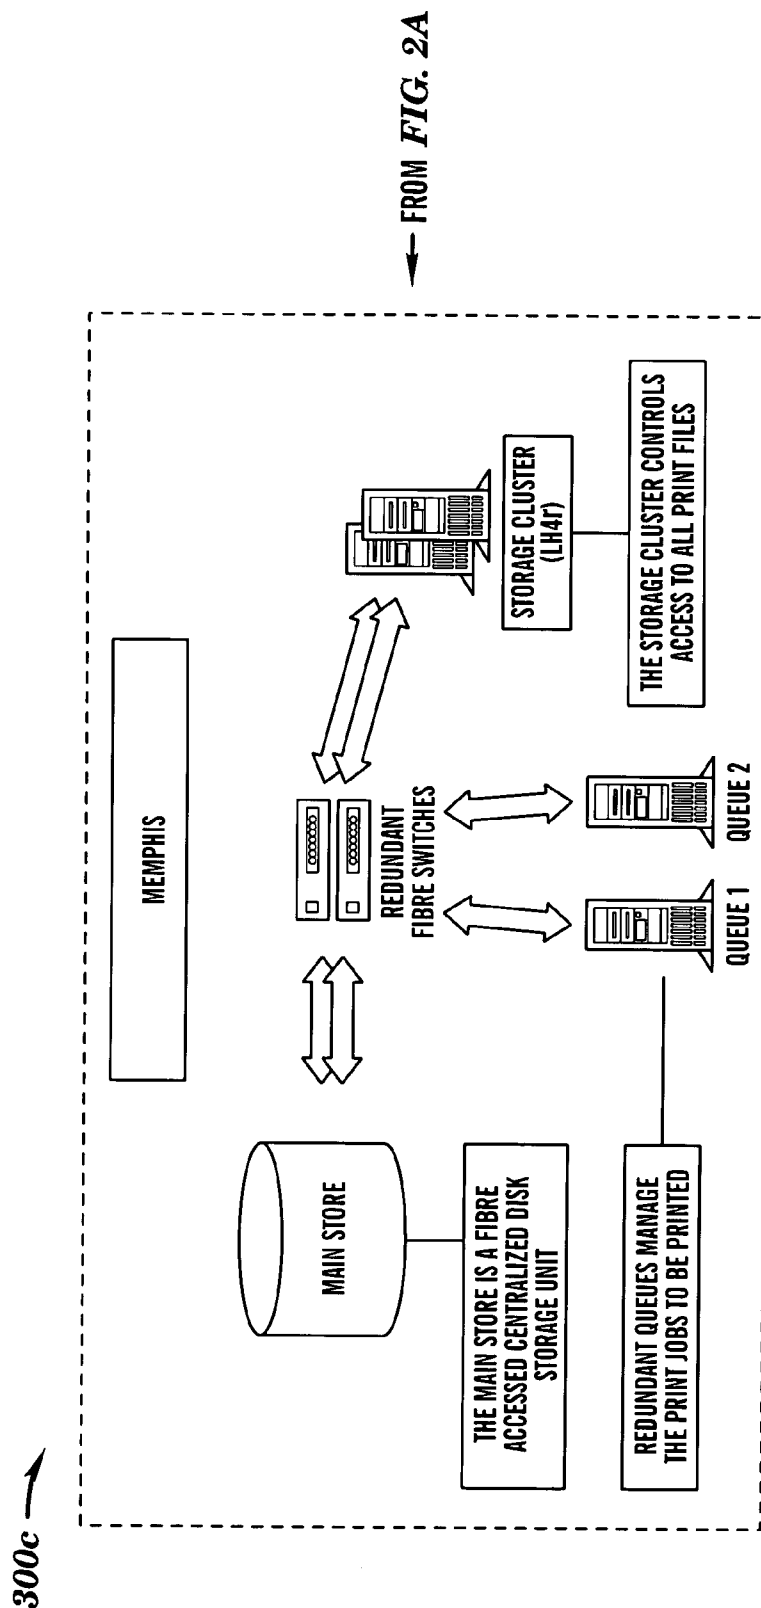 300c
FROM FIG. 2A
MEMPHIS
MAIN STORE
THE MAIN STORE IS A FIBRE
ACCESSED CENTRALIZED DISK
STORAGE UNIT
REDUNDANT
FIBRE SWITCHES
STORAGE CLUSTER
(LH4r)
THE STORAGE CLUSTER CONTROLS
ACCESS TO ALL PRINT FILES
REDUNDANT QUEUES MANAGE
THE PRINT JOBS TO BE PRINTED
QUEUE 1
QUEUE 2